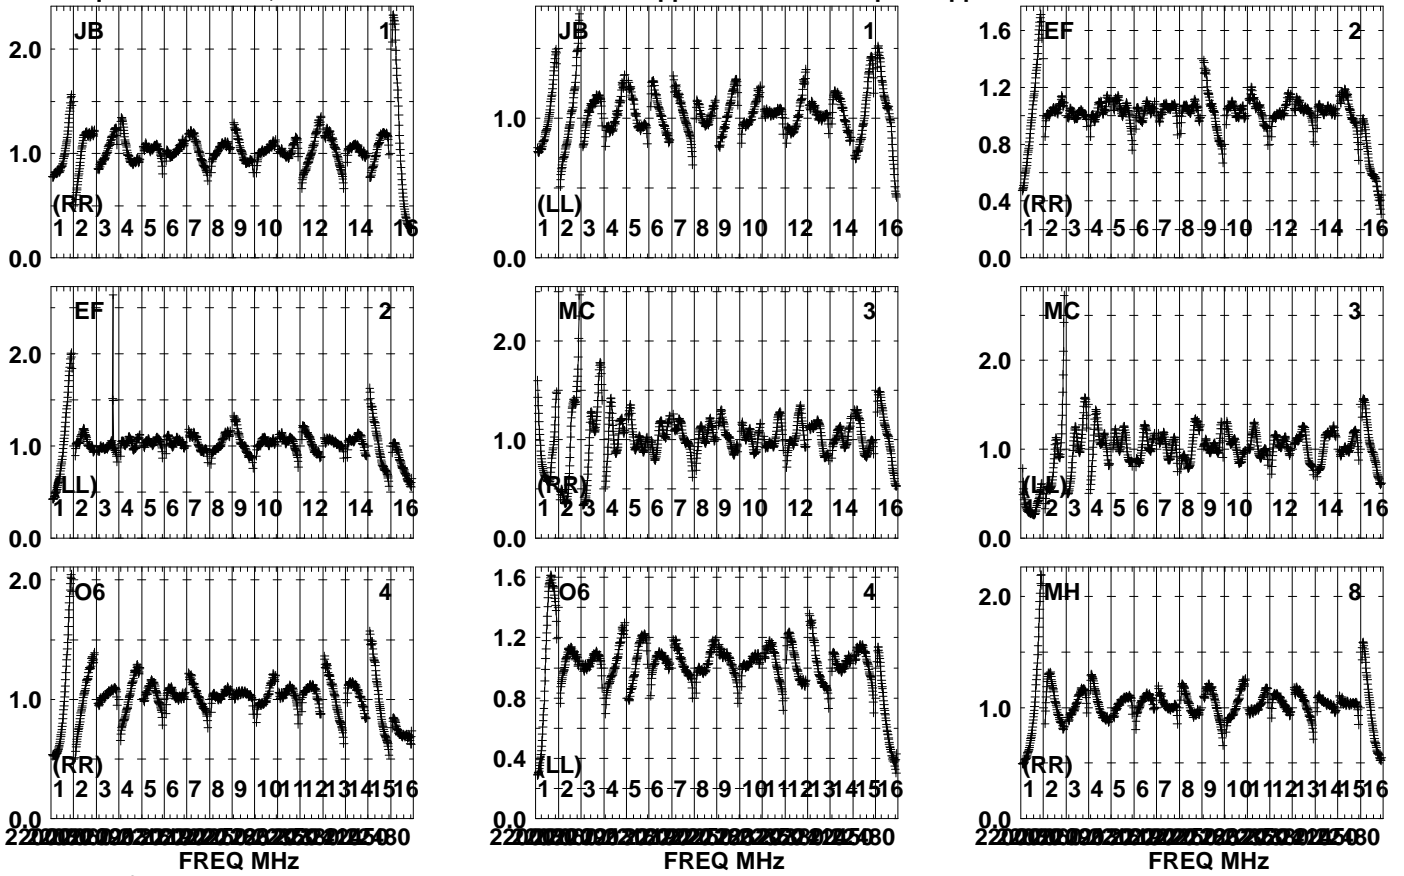 JB 1
2.0
1.0
(RR)
1 2 3 4 5 6 7 8 9 10 12 14 16
0.0
JB 1
1.0
(LL)
1 2 3 4 5 6 7 8 9 10 12 14 16
0.0
EF 2
1.6
1.2
0.8
0.4
(RR)
1 2 3 4 5 6 7 8 9 10 12 14 16
0.0
EF 2
2.0
1.0
(LL)
1 2 3 4 5 6 7 8 9 10 12 14 16
0.0
MC 3
2.0
1.0
(RR)
1 2 3 4 5 6 7 8 9 10 12 14 16
0.0
MC 3
2.0
1.0
(LL)
1 2 3 4 5 6 7 8 9 10 12 14 16
0.0
O6 4
2.0
1.0
(RR)
1 2 3 4 5 6 7 8 9 10 11 12 13 14 15 16
0.0
FREQ MHz
O6 4
1.6
1.2
0.8
0.4
(LL)
1 2 3 4 5 6 7 8 9 10 11 12 13 14 15 16
0.0
FREQ MHz
MH 8
2.0
1.0
(RR)
1 2 3 4 5 6 7 8 9 10 11 12 13 14 15 16
0.0
FREQ MHz